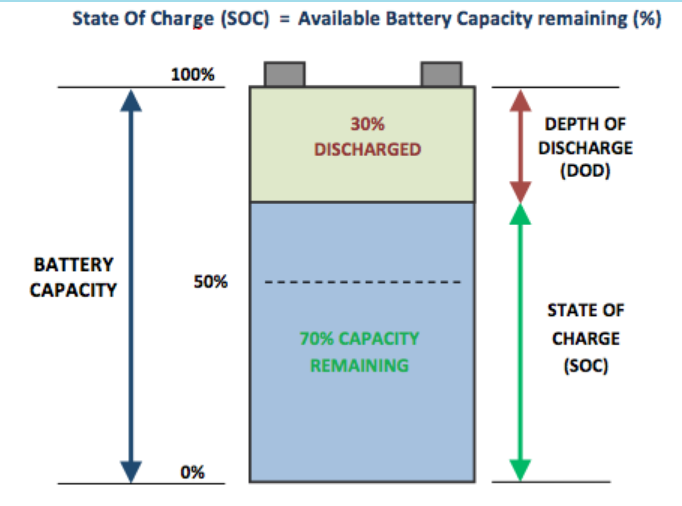 State Of Charge (SOC) = Available Battery Capacity remaining (%)
100%
30%
DISCHARGED
DEPTH OF
DISCHARGE
(DOD)
BATTERY
CAPACITY
50%
STATE OF
CHARGE
(SOC)
70% CAPACITY
REMAINING
0%